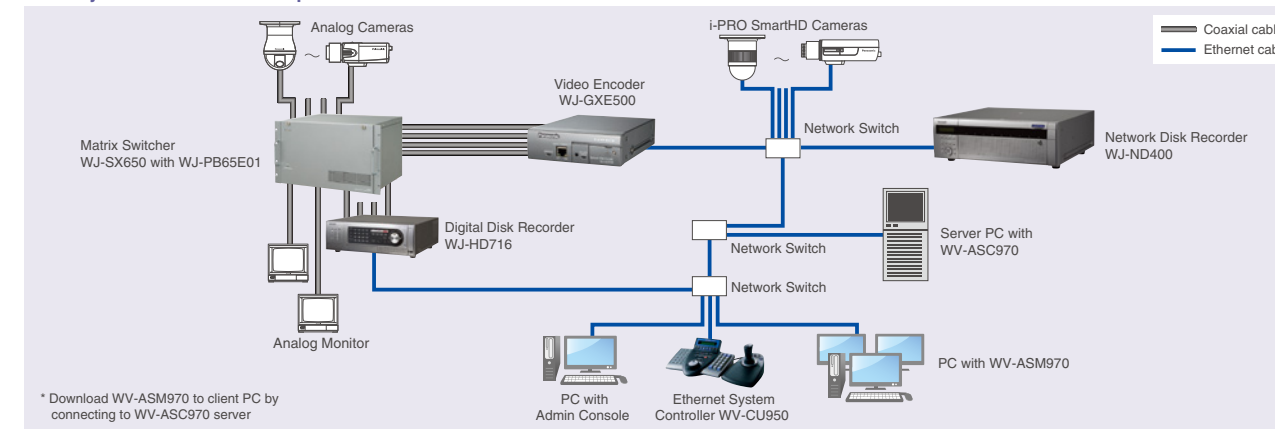 Analog Cameras
i-PRO SmartHD Cameras
Coaxial cabl
Ethernet cab
Video Encoder
WJ-GXE500
Network Switch
Matrix Switcher
WJ-SX650 with WJ-PB65E01
Network Disk Recorder
WJ-ND400
Digital Disk Recorder
WJ-HD716
Network Switch
Server PC with
WV-ASC970
Network Switch
Analog Monitor
PC with WV-ASM970
* Download WV-ASM970 to client PC by
connecting to WV-ASC970 server
PC with
Admin Console
Ethernet System
Controller WV-CU950